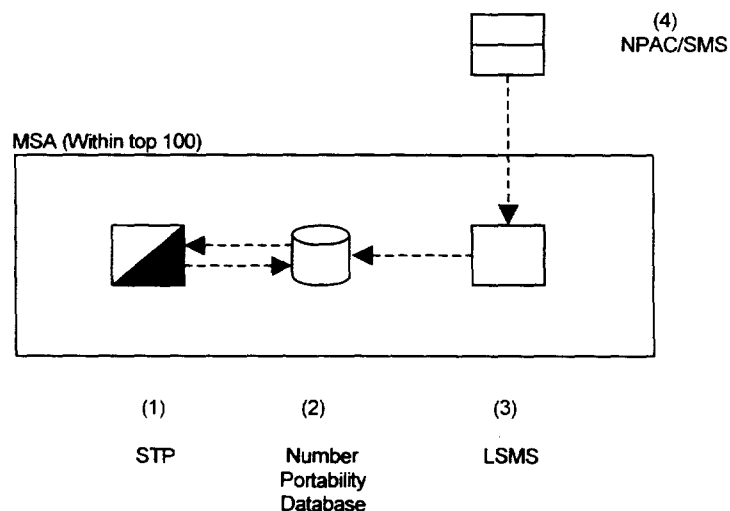 (4)
NPAC/SMS
MSA (Within top 100)
(1)
(2)
(3)
STP
Number
Portability
Database
LSMS